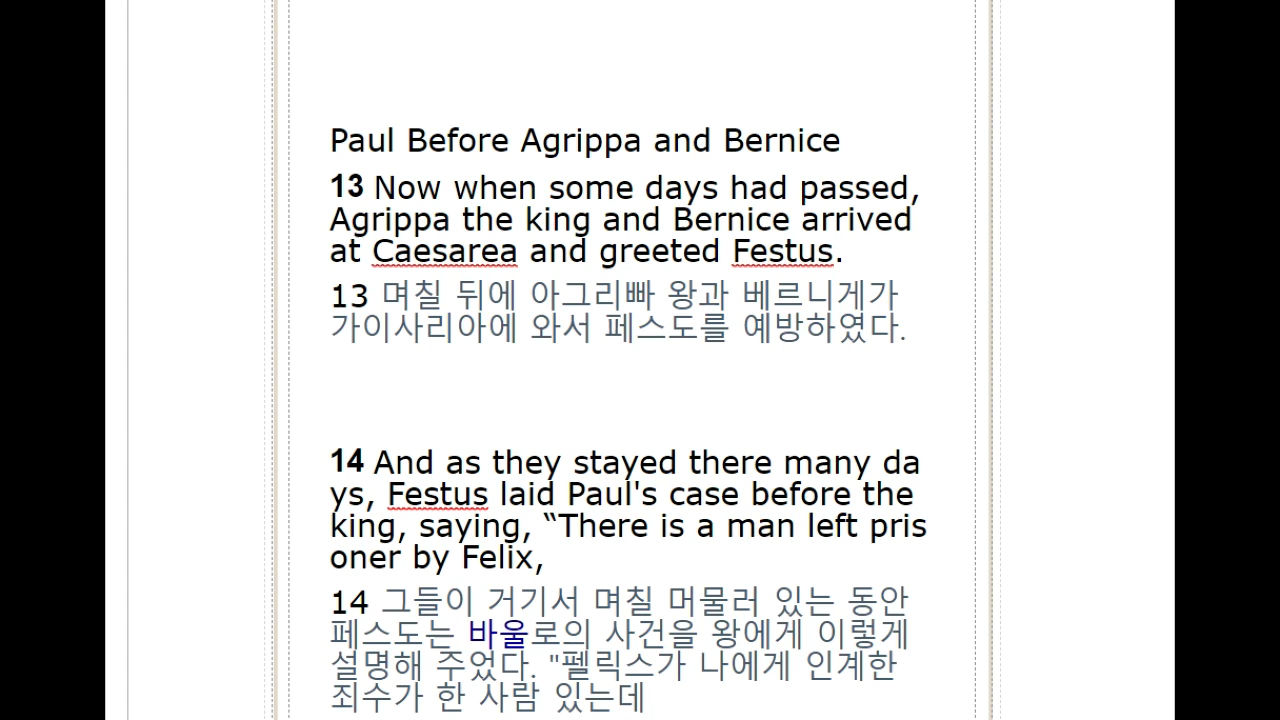 Paul Before Agrippa and Bernice
13 Now when some days had passed,
Agrippa the king and Bernice arrived
at Caesarea and greeted Festus.
13 며칠 뒤에 아그리빠 왕과 베르니게가
가이사리아에 와서 페스도를 예방하였다.
14 And as they stayed there many da
ys, Festus laid Paul's case before the
king, saying, “There is a man left pris
oner by Felix,
14 그들이 거기서 며칠 머물러 있는 동안
페스도는 바울로의 사건을 왕에게 이렇게
설명해 주었다. "펠릭스가 나에게 인계한
죄수가 한 사람 있는데